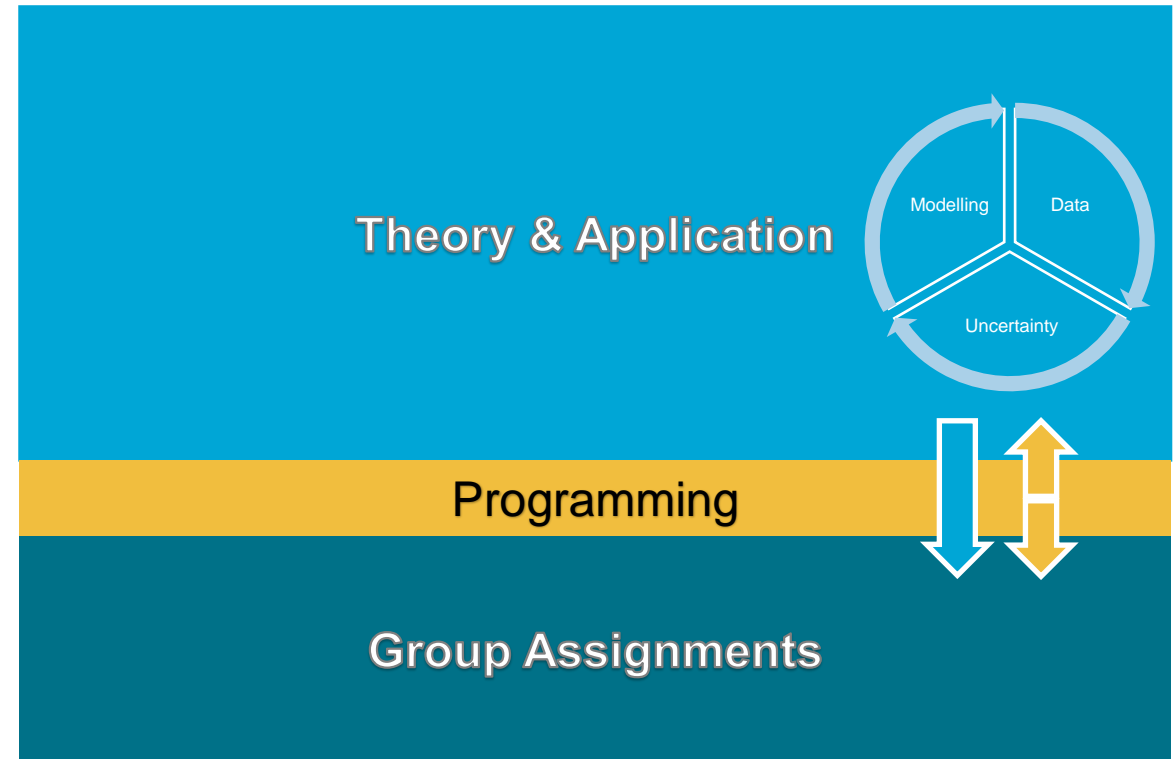 Modelling
Data
Theory & Application
Uncertainty
Programming
Group Assignments